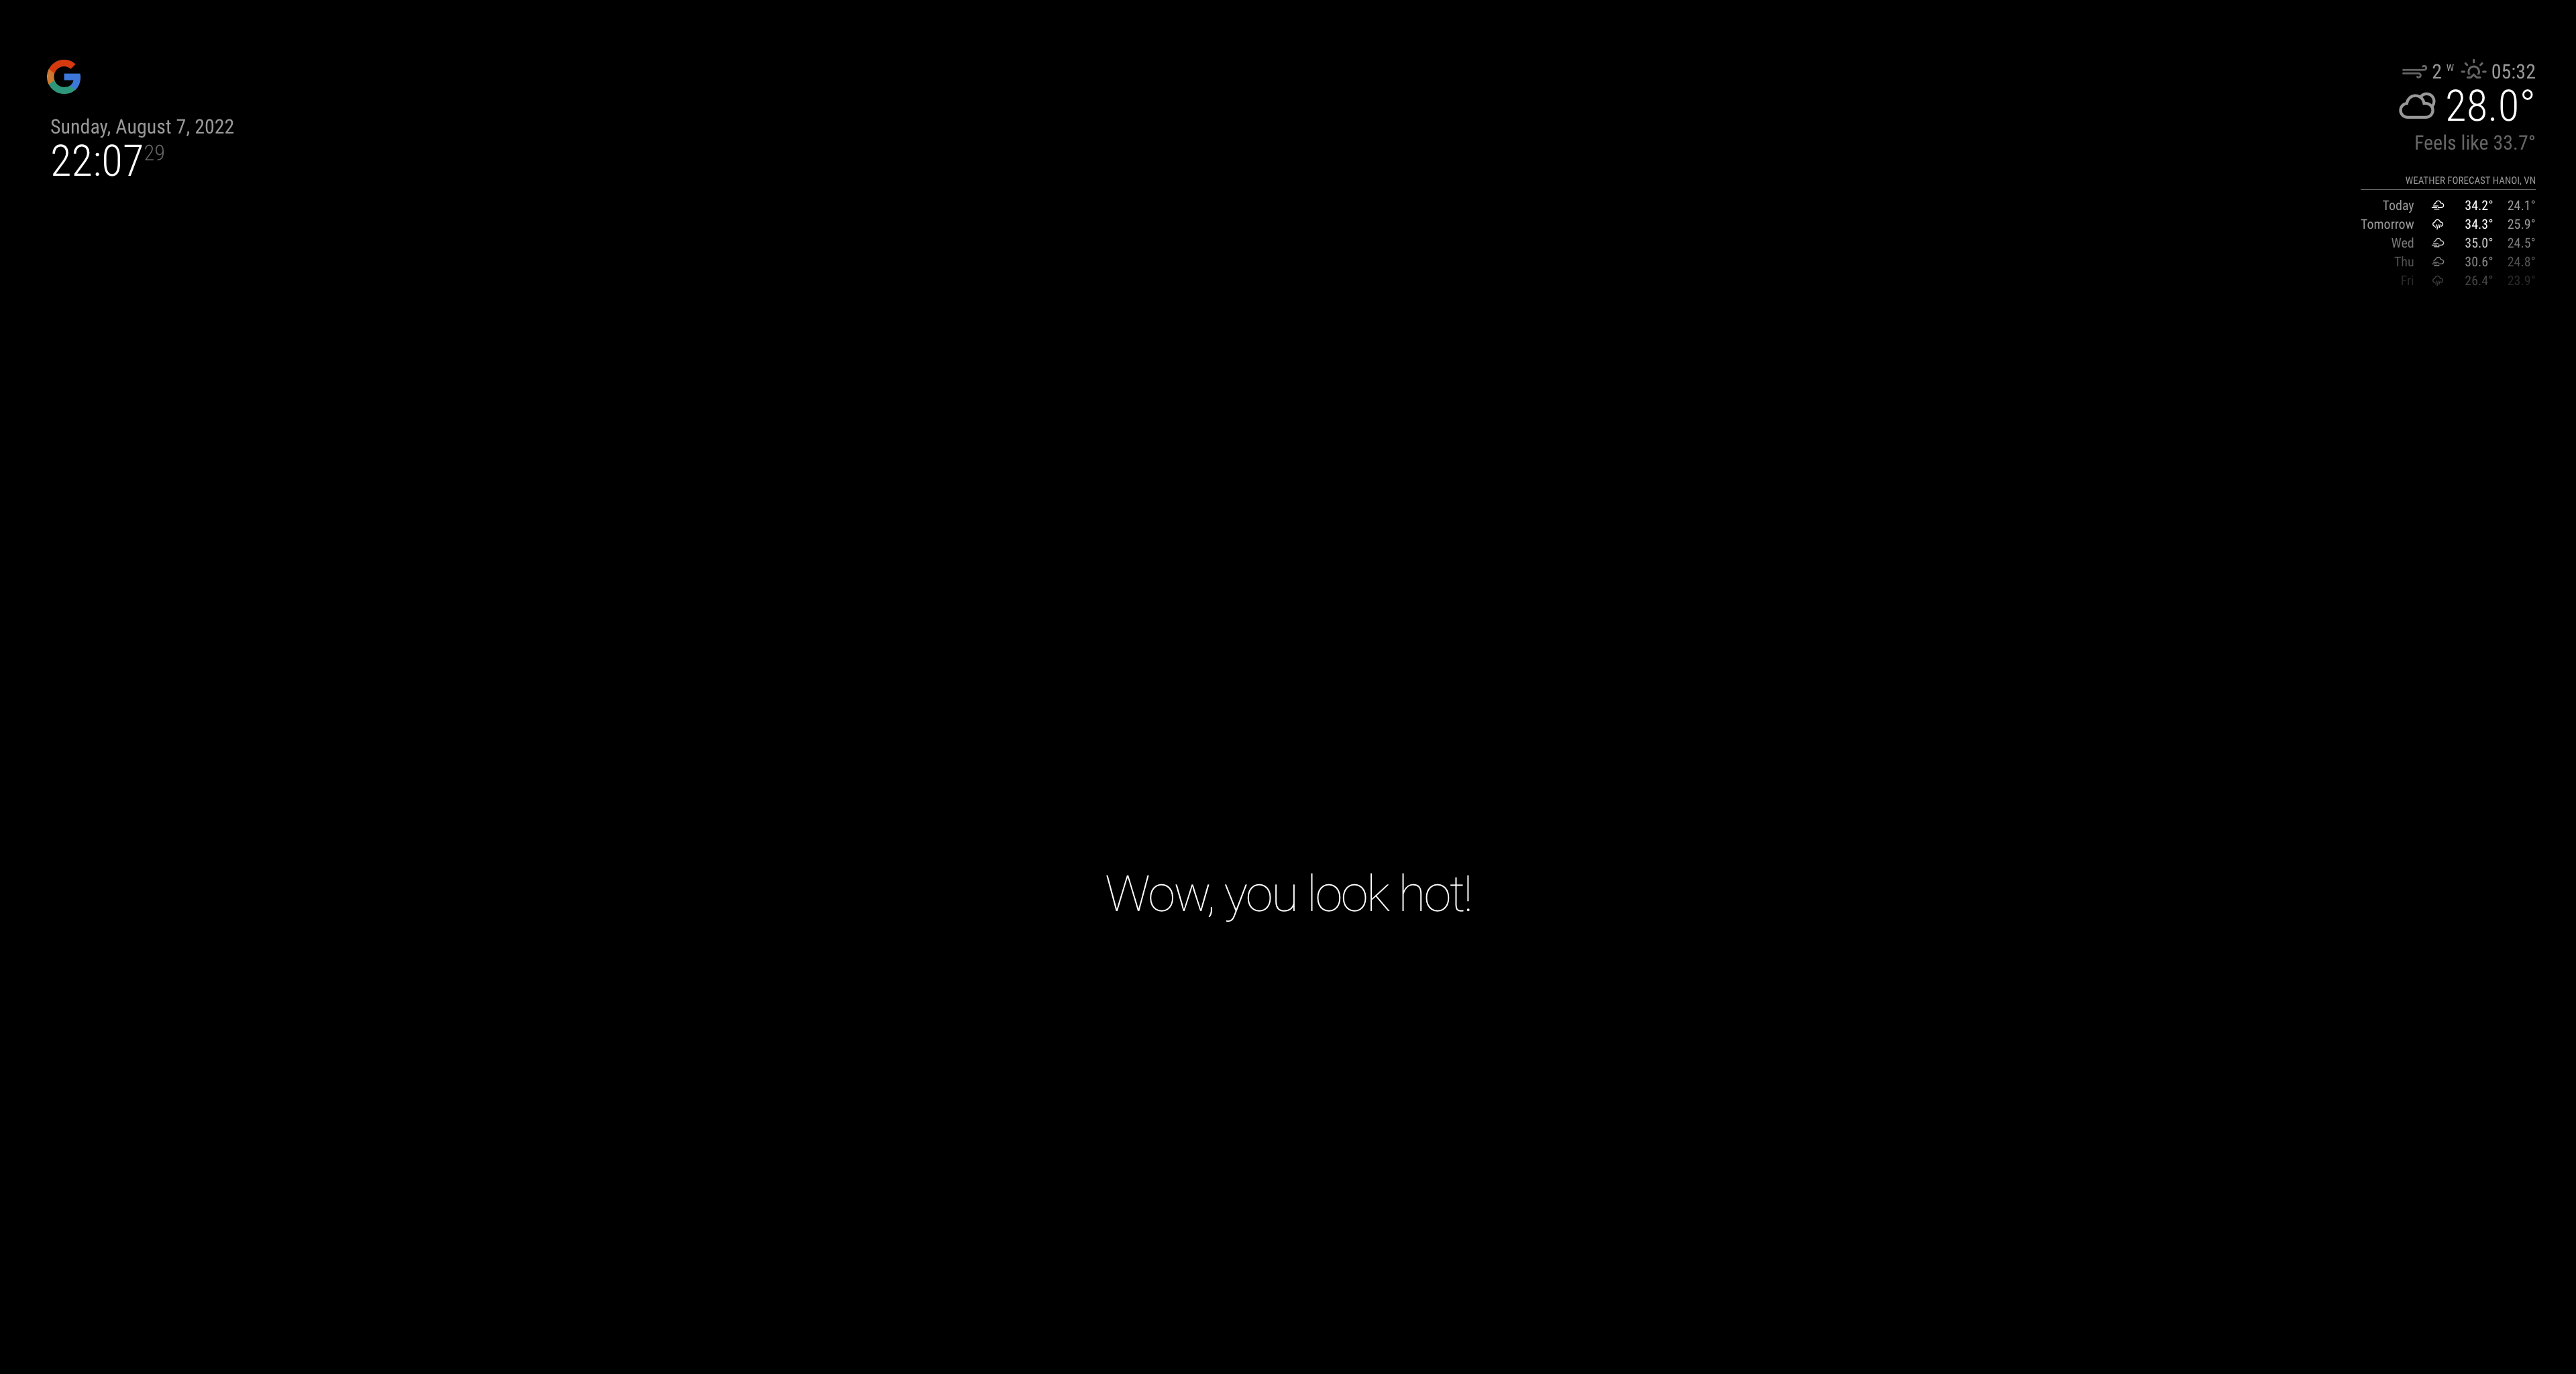 Sunday, August 7, 2022
22:07 29
2 W 05:32
28.0°
Feels like 33.7°
WEATHER FORECAST HANOI, VN
Today 34.2° 24.1°
Tomorrow 34.3° 25.9°
Wed 35.0° 24.5°
Thu 30.6° 24.8°
Fri 26.4° 23.9°
Wow, you look hot!